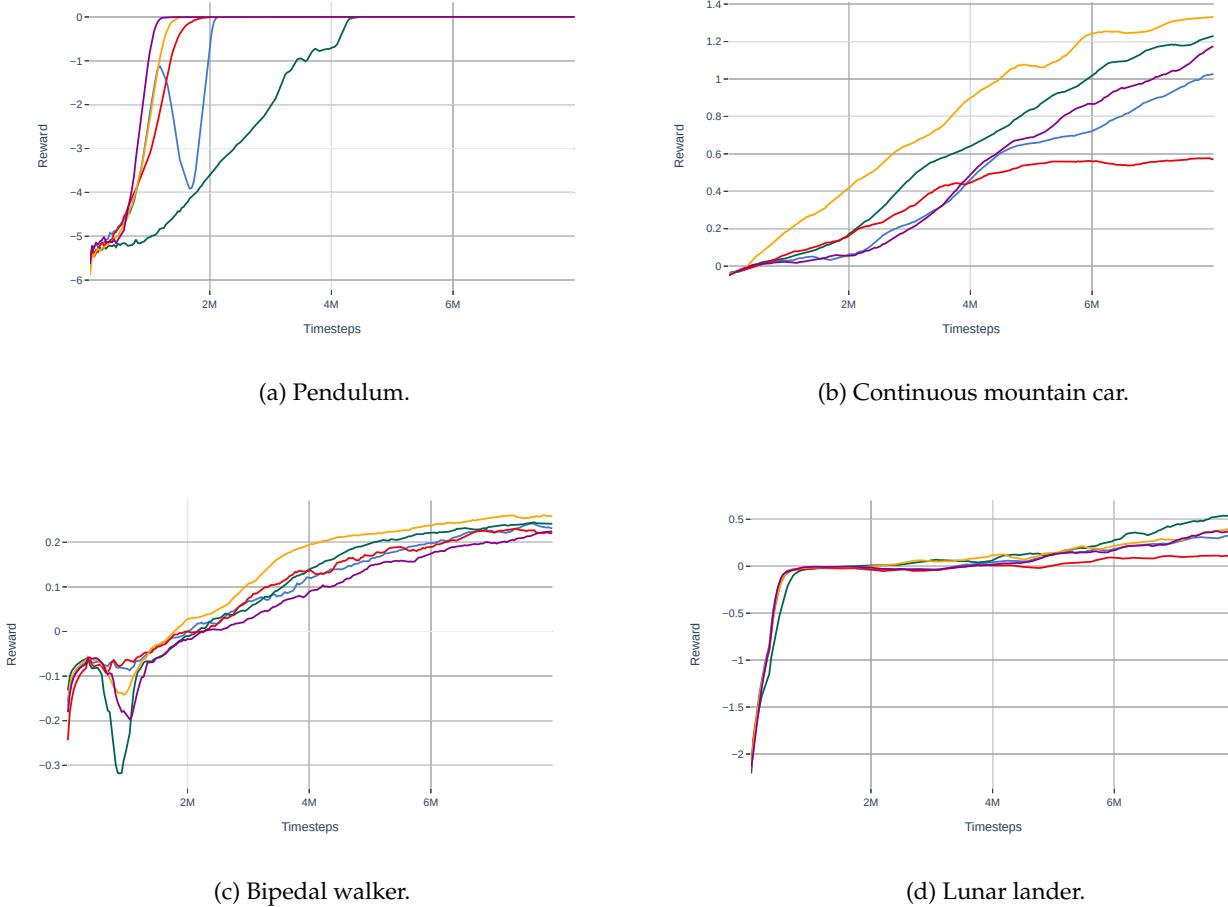 0
−1
−2
−3
−4
−5
−6
Reward
2M
4M
6M
Timesteps
(a) Pendulum.
1.4
1.2
1
0.8
0.6
0.4
0.2
0
Reward
2M
4M
6M
Timesteps
(b) Continuous mountain car.
0.2
0.1
0
−0.1
−0.2
−0.3
Reward
2M
4M
6M
Timesteps
(c) Bipedal walker.
0.5
0
−0.5
−1
−1.5
−2
Reward
2M
4M
6M
Timesteps
(d) Lunar lander.